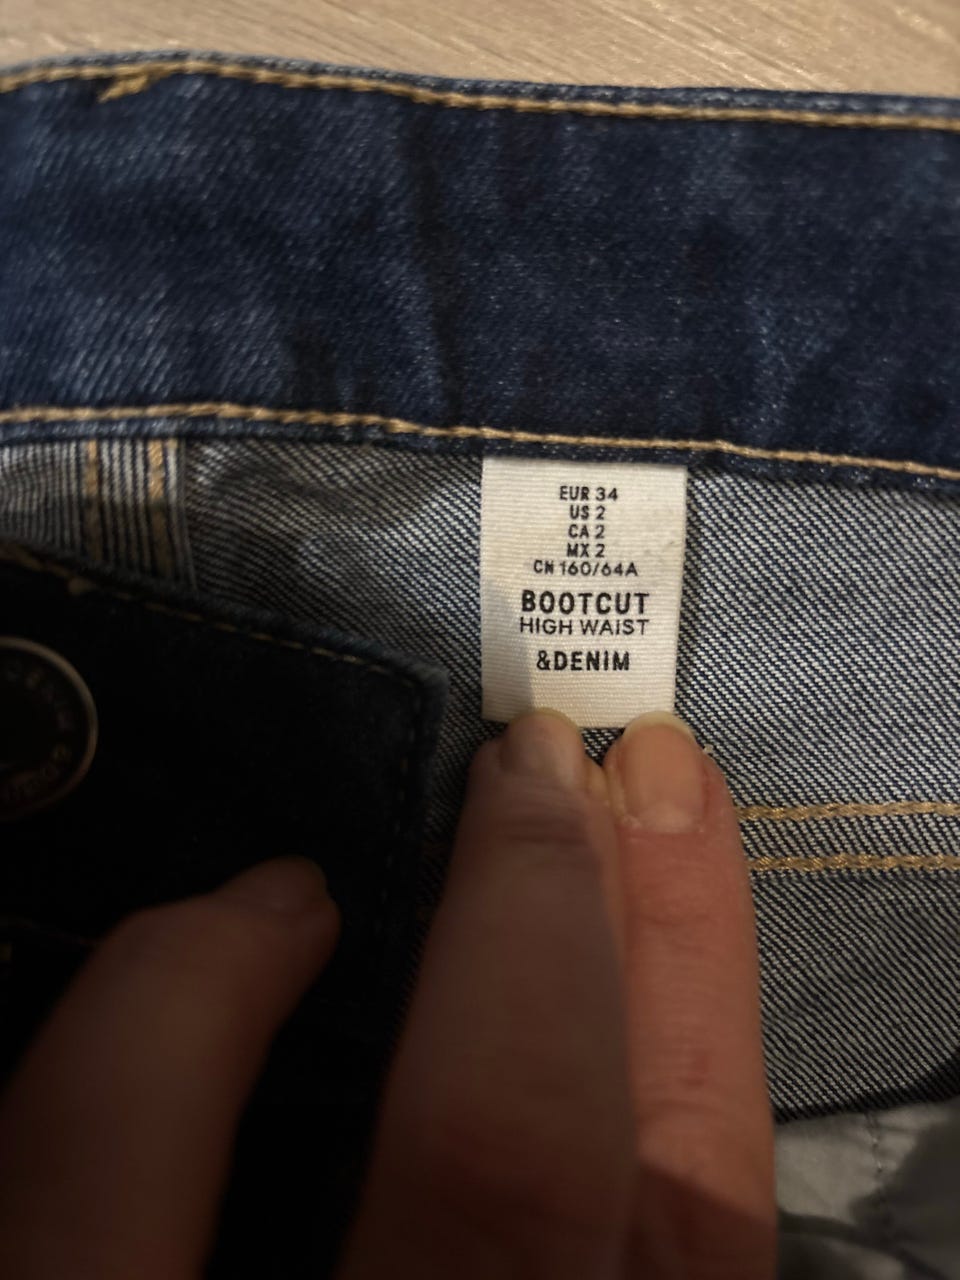 EUR 34
US 2
CA 2
MX 2
CN 160/64A
BOOTCUT
HIGH WAIST
&DENIM